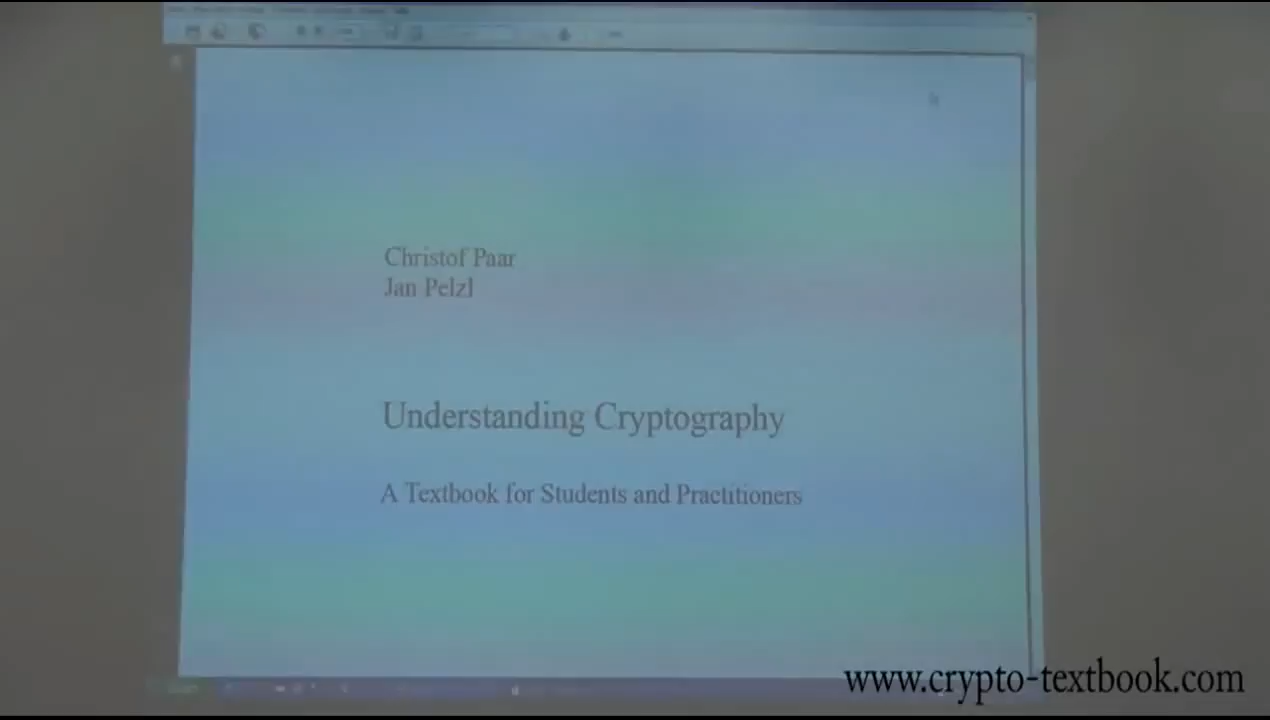 Christof Paar
Jan Pelzl
Understanding Cryptography
A Textbook for Students and Practitioners
www.crypto-textbook.com